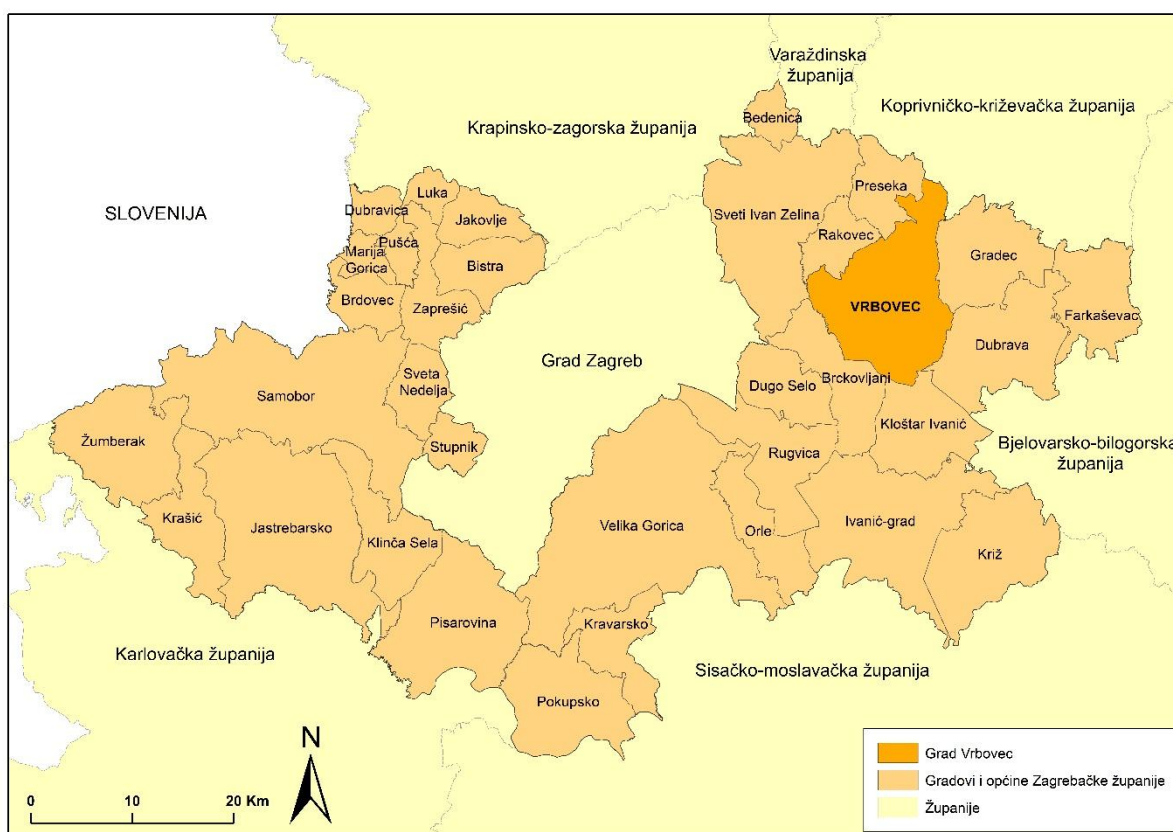 Varaždinska
županija
Koprivničko-križevačka županija
Krapinsko-zagorska županija
Bedenica
SLOVENIJA
Luka
Dubravica
Jakovlje
Pušća
Marija
Gorica
Bistra
Brdovec
Zaprešić
Preseka
Sveti Ivan Zelina
Rakovec
Gradec
VRBOVEC
Farkaševac
Dubrava
Grad Zagreb
Sveta
Nedelja
Samobor
Dugo Selo
Brckovljani
Žumberak
Stupnik
Kloštar Ivanić
Rugvica
Bjelovarsko-bilogorska
županija
Krašić
Jastrebarsko
Klinča Sela
Velika Gorica
Orle
Ivanić-grad
Križ
Pisarovina
Kravarsko
Karlovačka županija
Sisačko-moslavačka županija
Pokupsko
N
0 10 20 Km
Grad Vrbovec
Gradovi i općine Zagrebačke županije
Županije